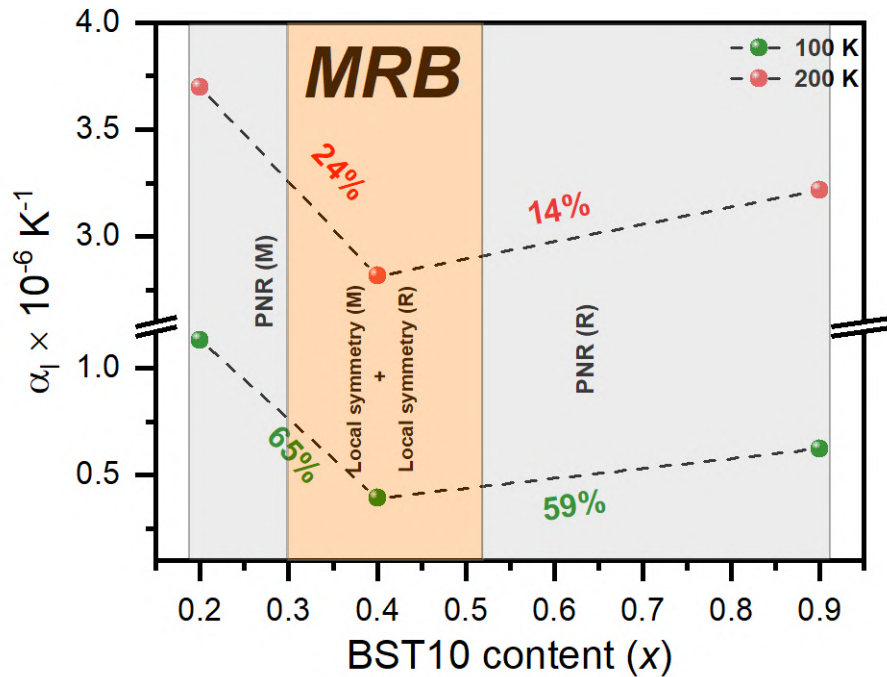 4.0
3.5
3.0
1.0
0.5
α_l × 10^-6 K^-1
MRB
100 K
200 K
24%
14%
65%
59%
PNR (M)
Local symmetry (M)
+
Local symmetry (R)
PNR (R)
0.2 0.3 0.4 0.5 0.6 0.7 0.8 0.9
BST10 content (x)